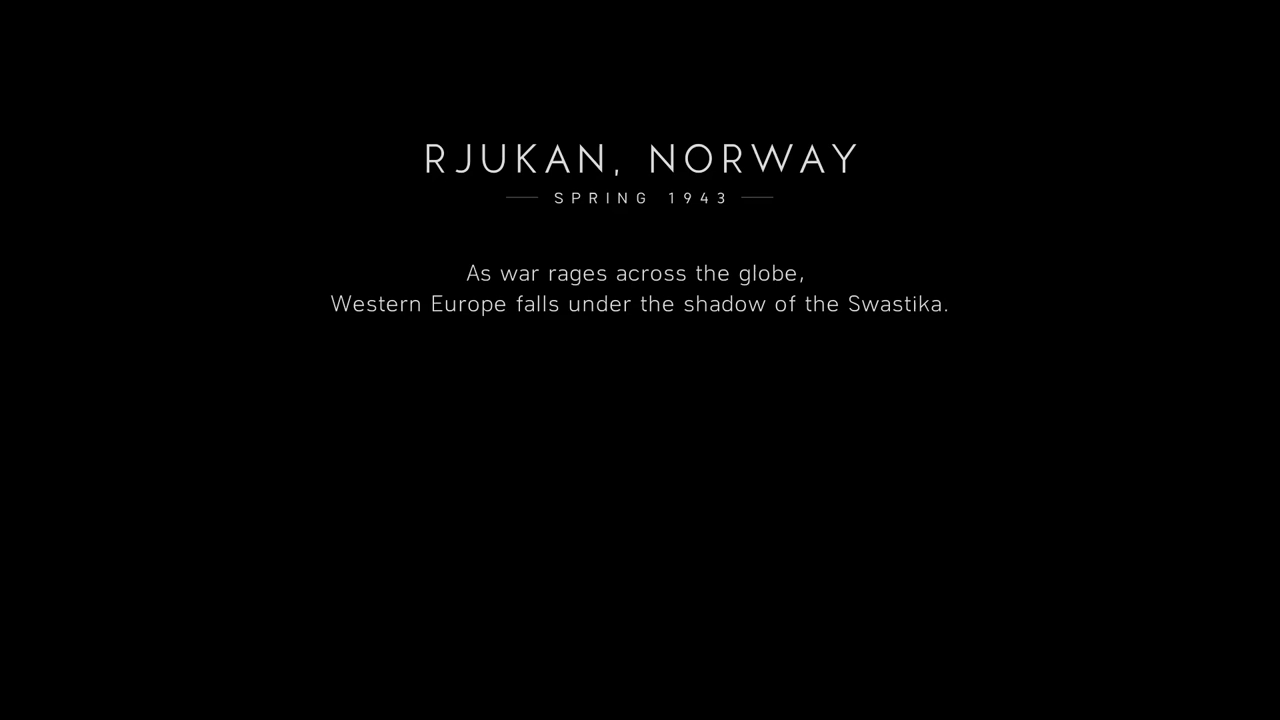 RJUKAN, NORWAY
SPRING 1943
As war rages across the globe,
Western Europe falls under the shadow of the Swastika.